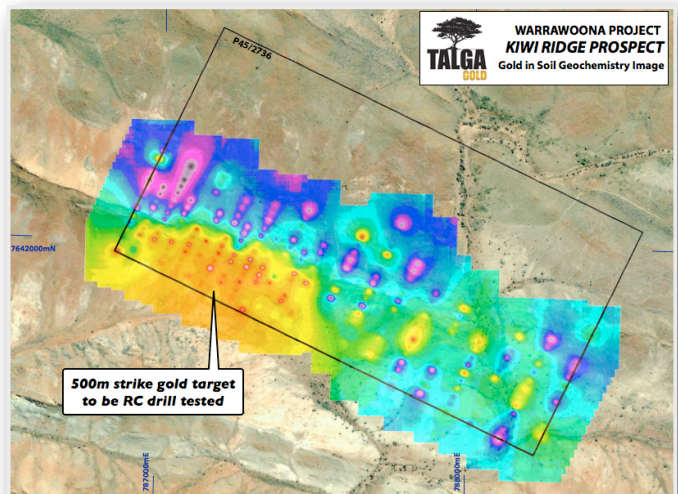 P45/2736
TALGA
GOLD
WARRAWOONA PROJECT
KIWI RIDGE PROSPECT
Gold in Soil Geochemistry Image
7642000mN
500m strike gold target
to be RC drill tested
787000mE
788000mE